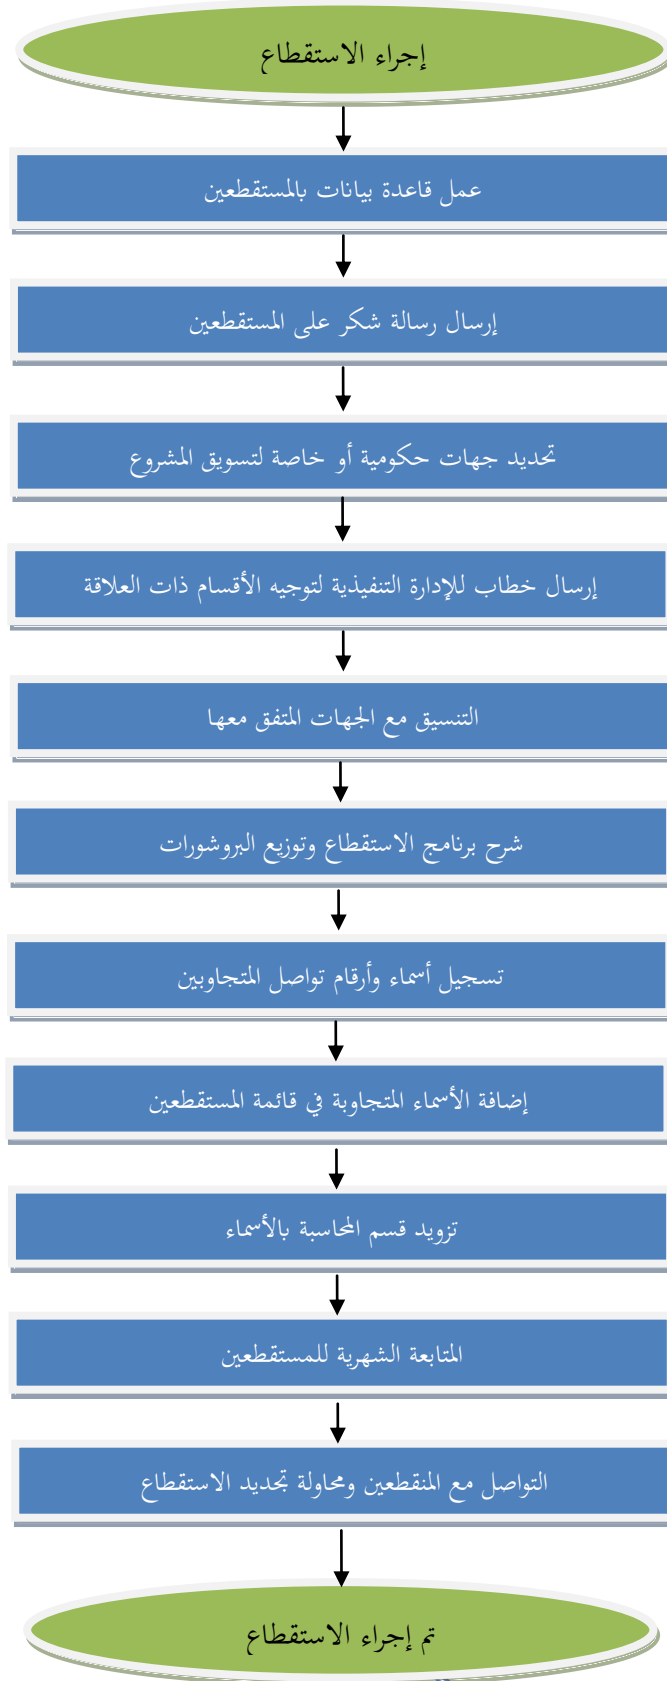 إجراء الاستقطاع
عمل قاعدة بيانات بالمستقطعين
إرسال رسالة شكر على المستقطعين
تحديد جهات حكومية أو خاصة لتسويق المشروع
إرسال خطاب للإدارة التنفيذية لتوجيه الأقسام ذات العلاقة
التنسيق مع الجهات المتفق معها
شرح برنامج الاستقطاع وتوزيع البروشورات
تسجيل أسماء وأرقام تواصل المتجاوبين
إضافة الأسماء المتجاوبة في قائمة المستقطعين
تزويد قسم المحاسبة بالأسماء
المتابعة الشهرية للمستقطعين
التواصل مع المنقطعين ومحاولة تجديد الاستقطاع
تم إجراء الاستقطاع